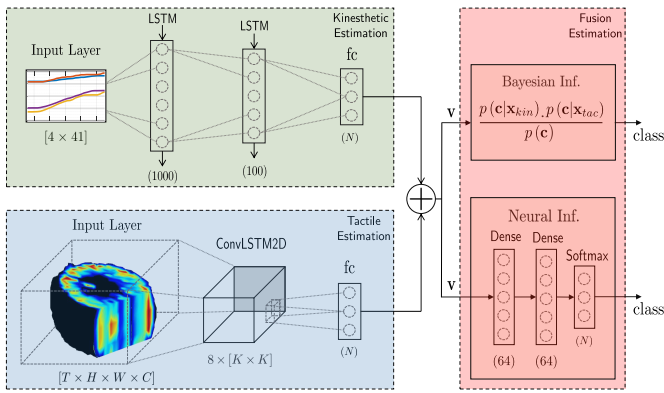 LSTM
Kinesthetic
Estimation
Input Layer
LSTM
fc
[4 × 41]
(N)
(1000)
(100)
Tactile
Estimation
Input Layer
ConvLSTM2D
fc
8 × [K × K]
(N)
[T × H × W × C]
Fusion
Estimation
Bayesian Inf.
v
p (c|x_kin) . p (c|x_tac)
p (c)
class
Neural Inf.
Dense
Dense
Softmax
v
class
(64)
(64)
(N)